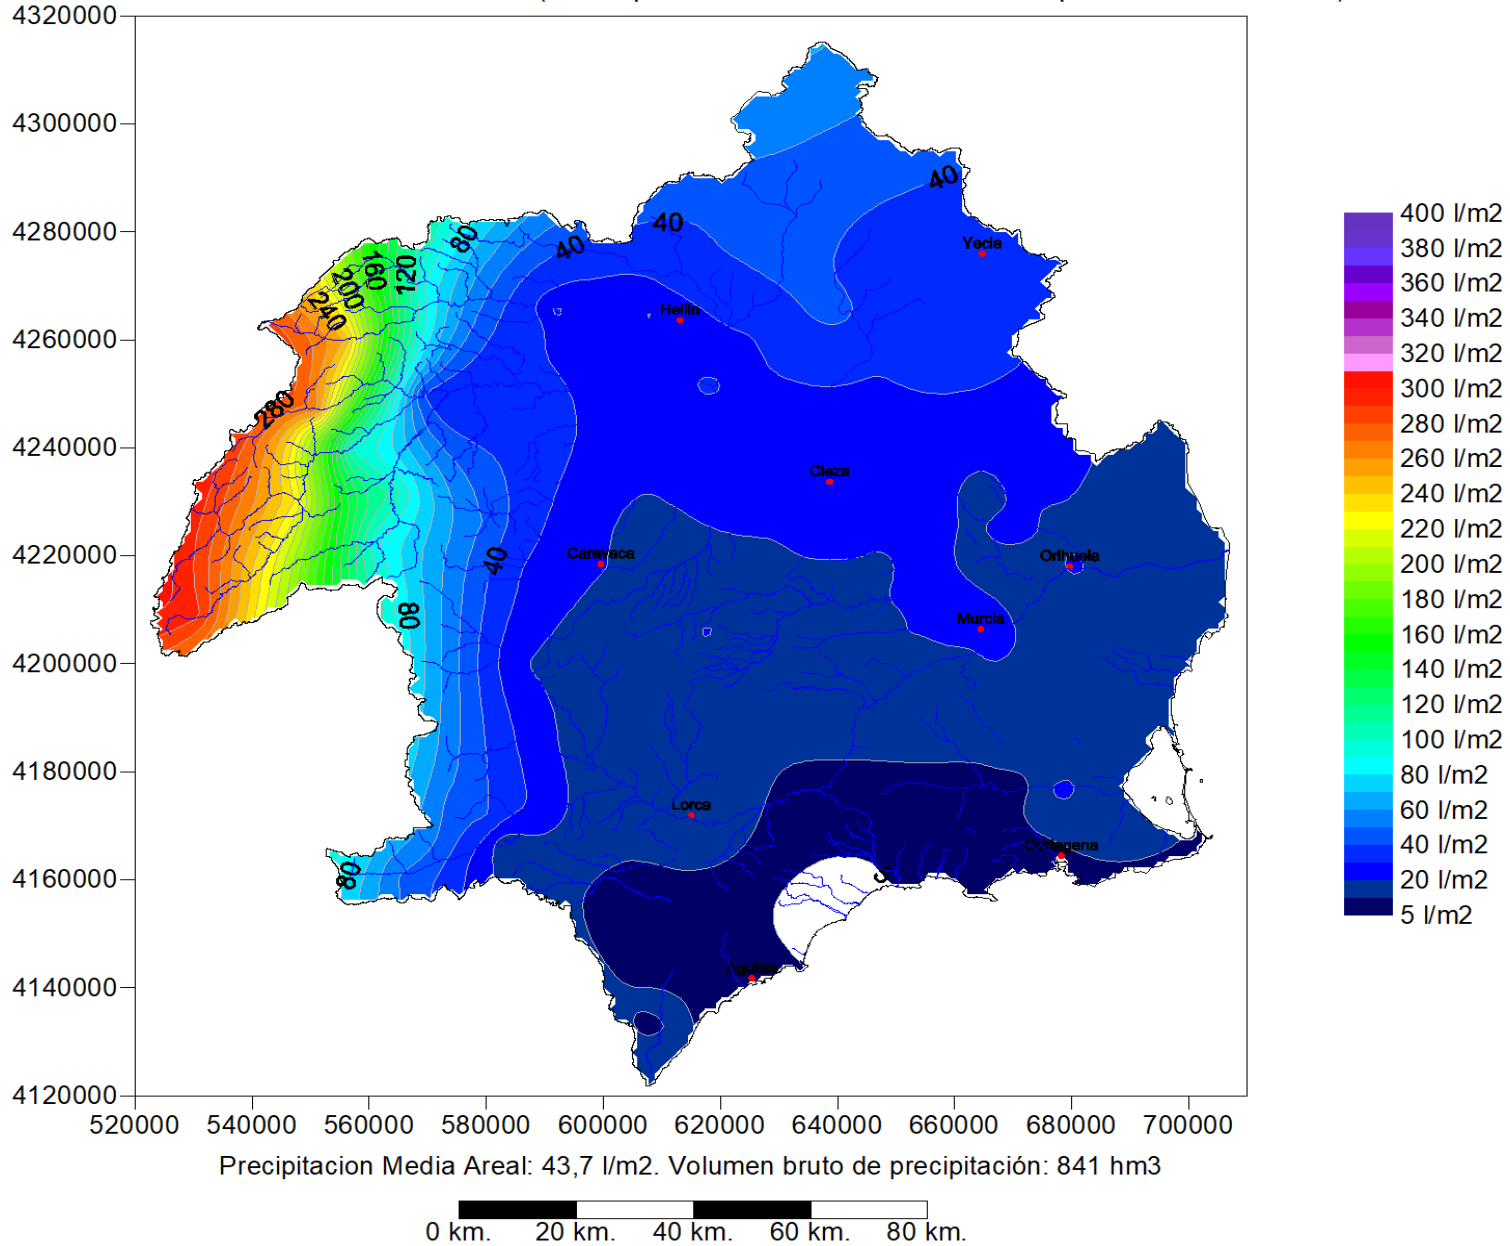 4320000
4300000
4280000
4260000
4240000
4220000
4200000
4180000
4160000
4140000
4120000
520000 540000 560000 580000 600000 620000 640000 660000 680000 700000
40
40
40
80
120
160
200
240
280
40
80
80
5
Yecla
Hellin
Cieza
Caravaca
Orihuela
Murcia
Lorca
Cartagena
Aguilas
400 l/m2
380 l/m2
360 l/m2
340 l/m2
320 l/m2
300 l/m2
280 l/m2
260 l/m2
240 l/m2
220 l/m2
200 l/m2
180 l/m2
160 l/m2
140 l/m2
120 l/m2
100 l/m2
80 l/m2
60 l/m2
40 l/m2
20 l/m2
5 l/m2
Precipitacion Media Areal: 43,7 l/m2. Volumen bruto de precipitación: 841 hm3
0 km. 20 km. 40 km. 60 km. 80 km.